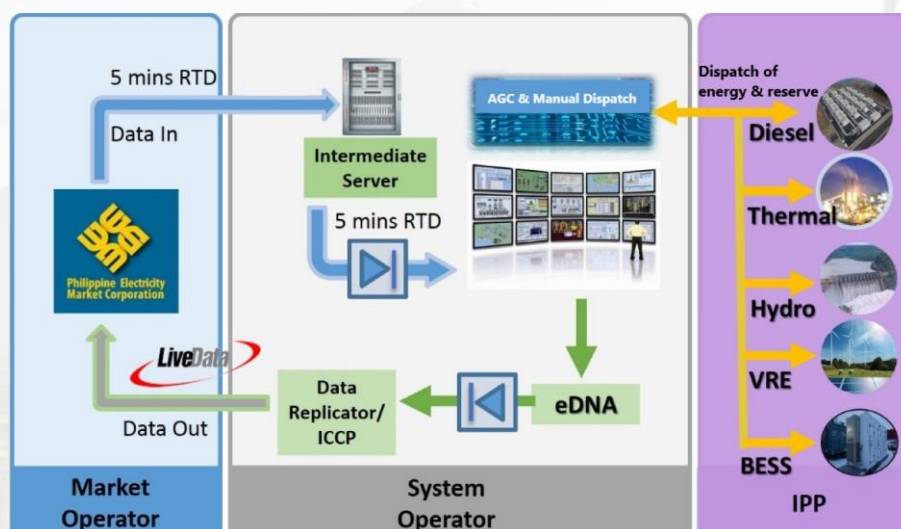 5 mins RTD
Data In
Philippine Electricity
Market Corporation
LiveData
Data Out
Market
Operator
Intermediate
Server
5 mins RTD
AGC & Manual Dispatch
eDNA
Data
Replicator/
ICCP
System
Operator
Dispatch of
energy & reserve
Diesel
Thermal
Hydro
VRE
BESS
IPP